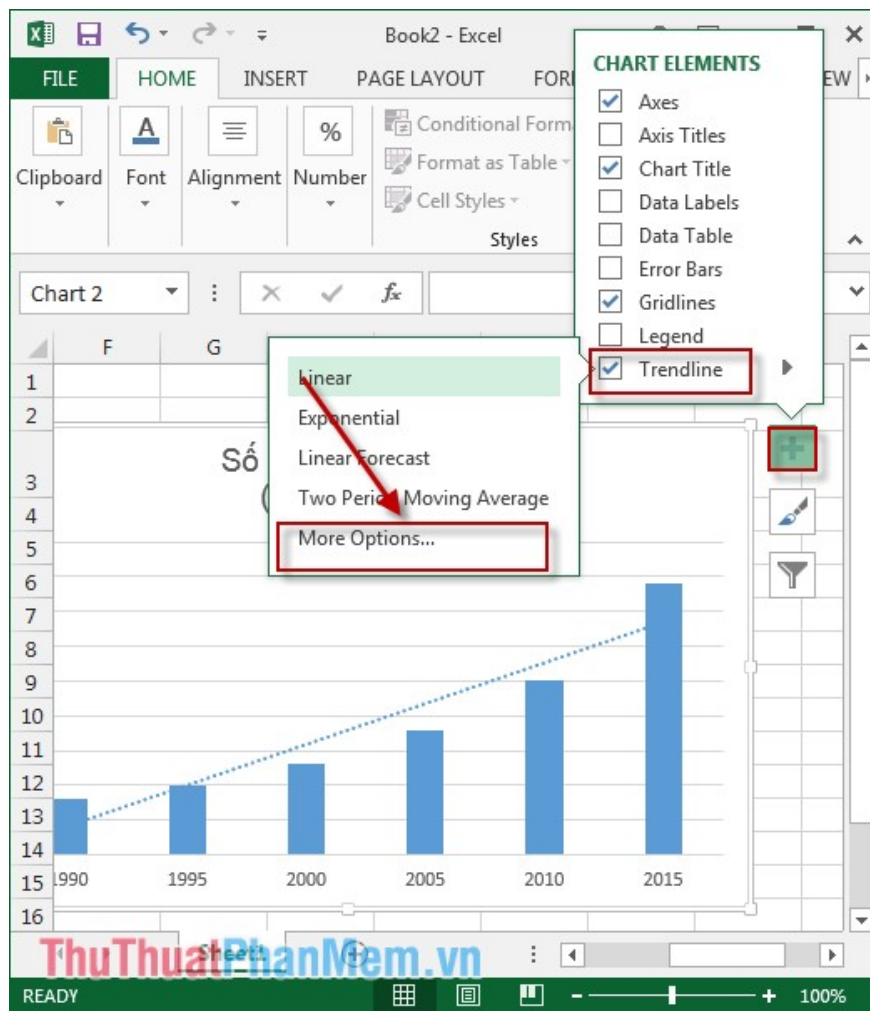 Book2 - Excel
FILE HOME INSERT PAGE LAYOUT EW
Clipboard Font Alignment Number
%
Conditional
Format as Table
Cell Styles
Styles
CHART ELEMENTS
Axes
Axis Titles
Chart Title
Data Labels
Data Table
Error Bars
Gridlines
Legend
Trendline
Chart 2 fx
F G
1
2
3
4
5
6
7
8
9
10
11
12
13
14
15
16
Linear
Exponential
Linear Forecast
Two Period Moving Average
More Options...
Số
(
1990 1995 2000 2005 2010 2015
Sheet1
ThuThuatPhanMem.vn
READY 100%